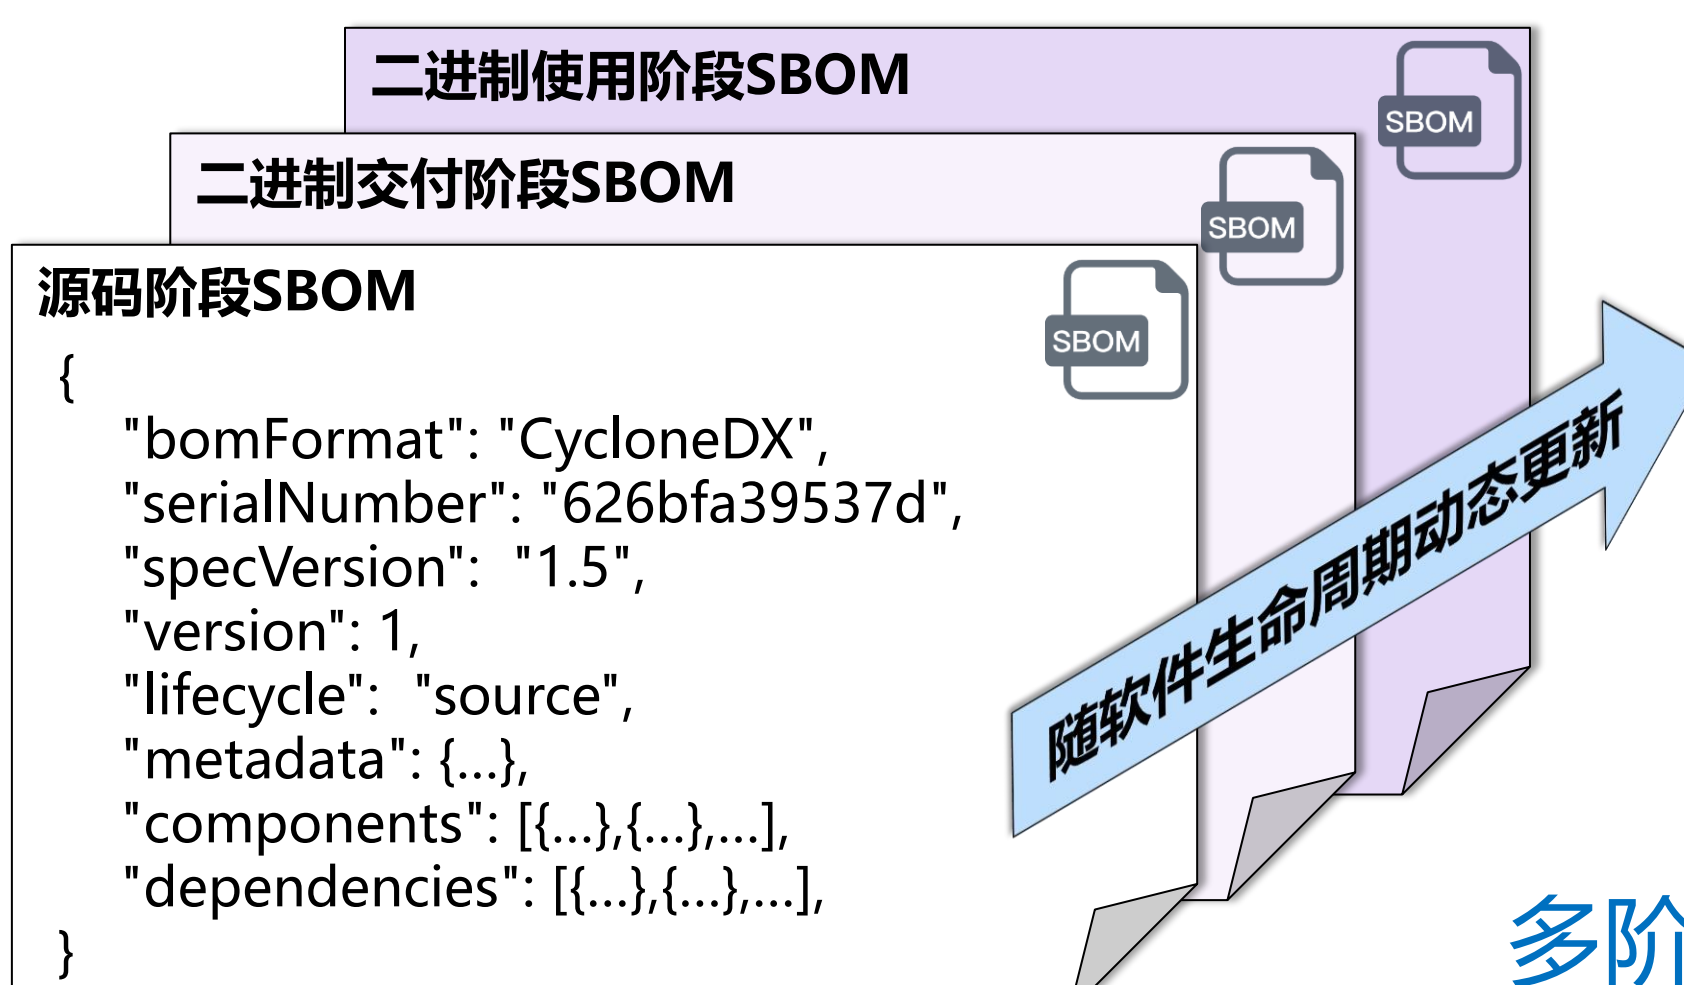 二进制使用阶段SBOM
SBOM
二进制交付阶段SBOM
SBOM
源码阶段SBOM
SBOM
{
"bomFormat": "CycloneDX",
"serialNumber": "626bfa39537d",
"specVersion":  "1.5",
"version": 1,
"lifecycle":  "source",
"metadata": {...},
"components": [{...},{...},...],
"dependencies": [{...},{...},...],
}
随软件生命周期动态更新
多阶